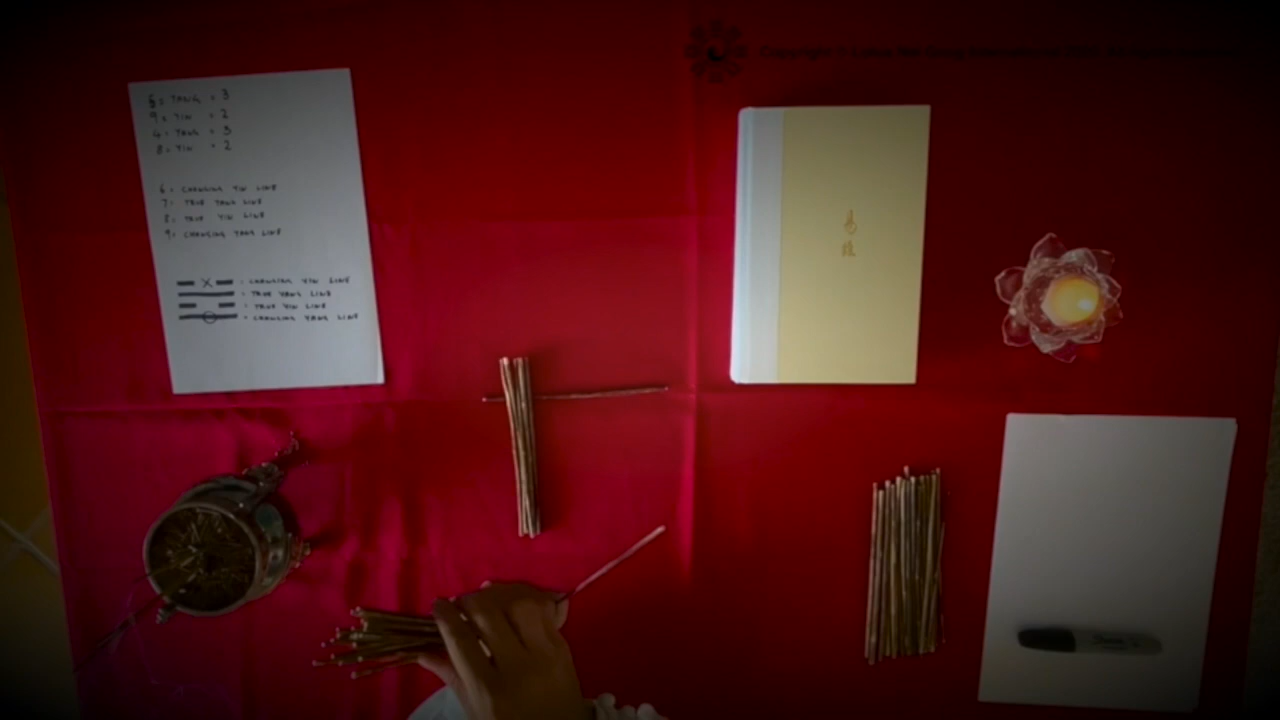 = YANG = 3
9 = YIN = 2
4 = YANG = 3
8 = YIN = 2
6 = CHANGING YIN LINE
7 = TRUE YANG LINE
8 = TRUE YIN LINE
9 = CHANGING YANG LINE
X = CHANGING YIN LINE
= TRUE YANG LINE
= TRUE YIN LINE
= CHANGING YANG LINE
易
經